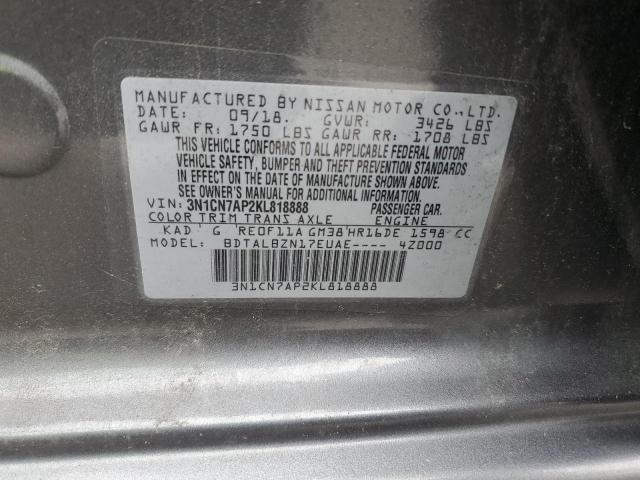 MANUFACTURED BY NISSAN MOTOR CO., LTD.
DATE: 09/18. GVWR: 3426 LBS
GAWR FR: 1750 LBS GAWR RR: 1708 LBS
THIS VEHICLE CONFORMS TO ALL APPLICABLE FEDERAL MOTOR
VEHICLE SAFETY, BUMPER AND THEFT PREVENTION STANDARDS
IN EFFECT ON THE DATE OF MANUFACTURE SHOWN ABOVE.
SEE OWNER'S MANUAL FOR ADDITIONAL INFORMATION
VIN: 3N1CN7AP2KL818888 PASSENGER CAR.
COLOR TRIM TRANS AXLE ENGINE
KAD G RE0F11A GM38 HR16DE 1598 CC
MODEL: BDTALBZN17EUAE---- 4Z000
3N1CN7AP2KL818888